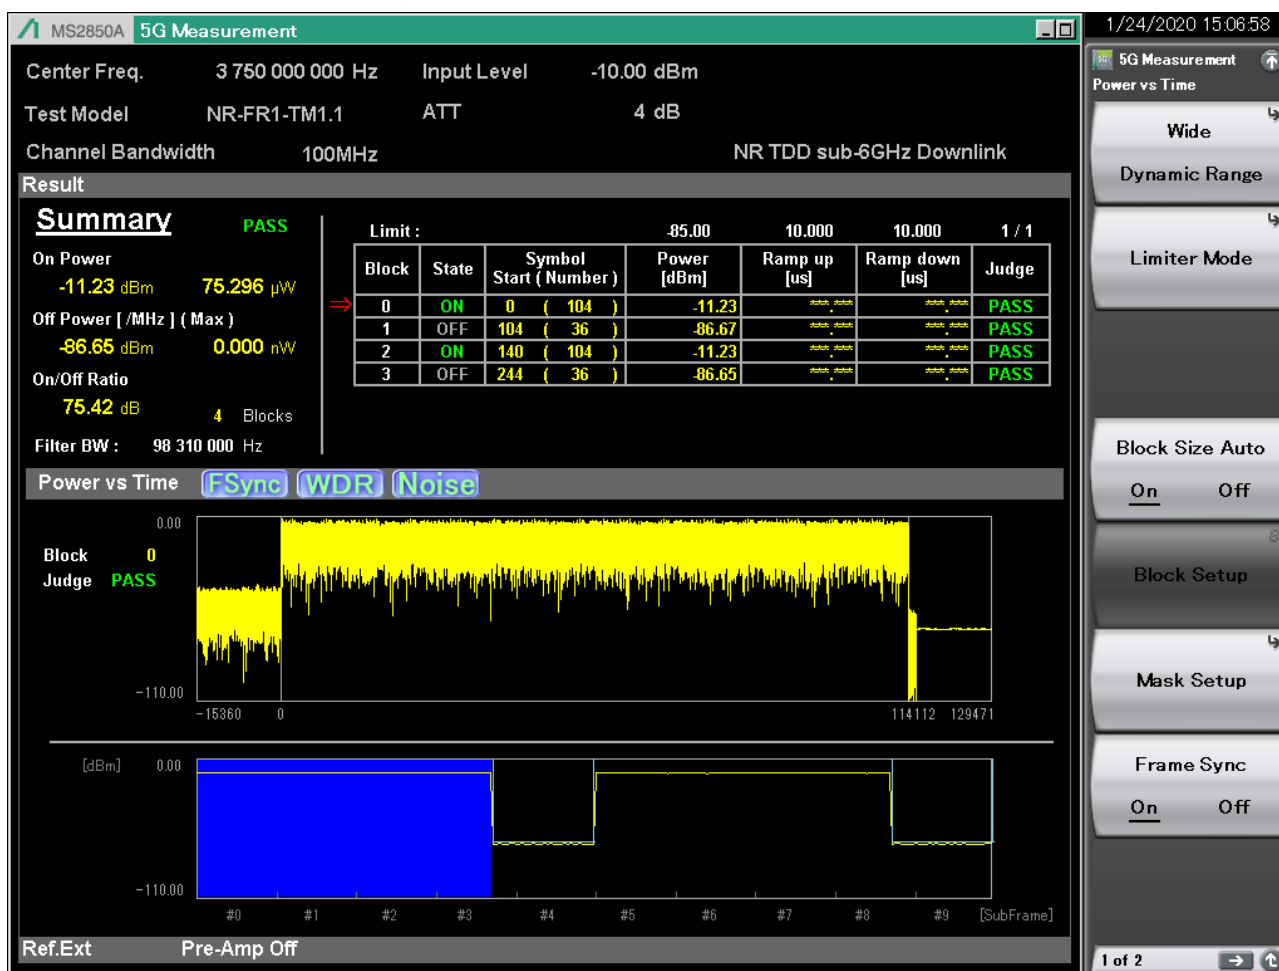 MS2850A 5G Measurement
1/24/2020 15:06:58
Center Freq. 3 750 000 000 Hz Input Level -10.00 dBm
Test Model NR-FR1-TM1.1 ATT 4 dB
Channel Bandwidth 100MHz NR TDD sub-6GHz Downlink
Result
Summary PASS
On Power
-11.23 dBm 75.296 µW
Off Power [ /MHz ] ( Max )
-86.65 dBm 0.000 nW
On/Off Ratio
75.42 dB 4 Blocks
Filter BW : 98 310 000 Hz
Limit : -85.00 10.000 10.000 1 / 1
Block State Symbol Start ( Number ) Power [dBm] Ramp up [us] Ramp down [us] Judge
⇒ 0 ON 0 ( 104 ) -11.23 ***.*** ***.*** PASS
1 OFF 104 ( 36 ) -86.67 ***.*** ***.*** PASS
2 ON 140 ( 104 ) -11.23 ***.*** ***.*** PASS
3 OFF 244 ( 36 ) -86.65 ***.*** ***.*** PASS
Power vs Time FSync WDR Noise
0.00
Block 0
Judge PASS
-110.00
-15360 0 114112 129471
[dBm] 0.00
-110.00
#0 #1 #2 #3 #4 #5 #6 #7 #8 #9 [SubFrame]
Ref.Ext Pre-Amp Off
5G Measurement
Power vs Time
Wide
Dynamic Range
Limiter Mode
Block Size Auto
On Off
Block Setup
Mask Setup
Frame Sync
On Off
1 of 2